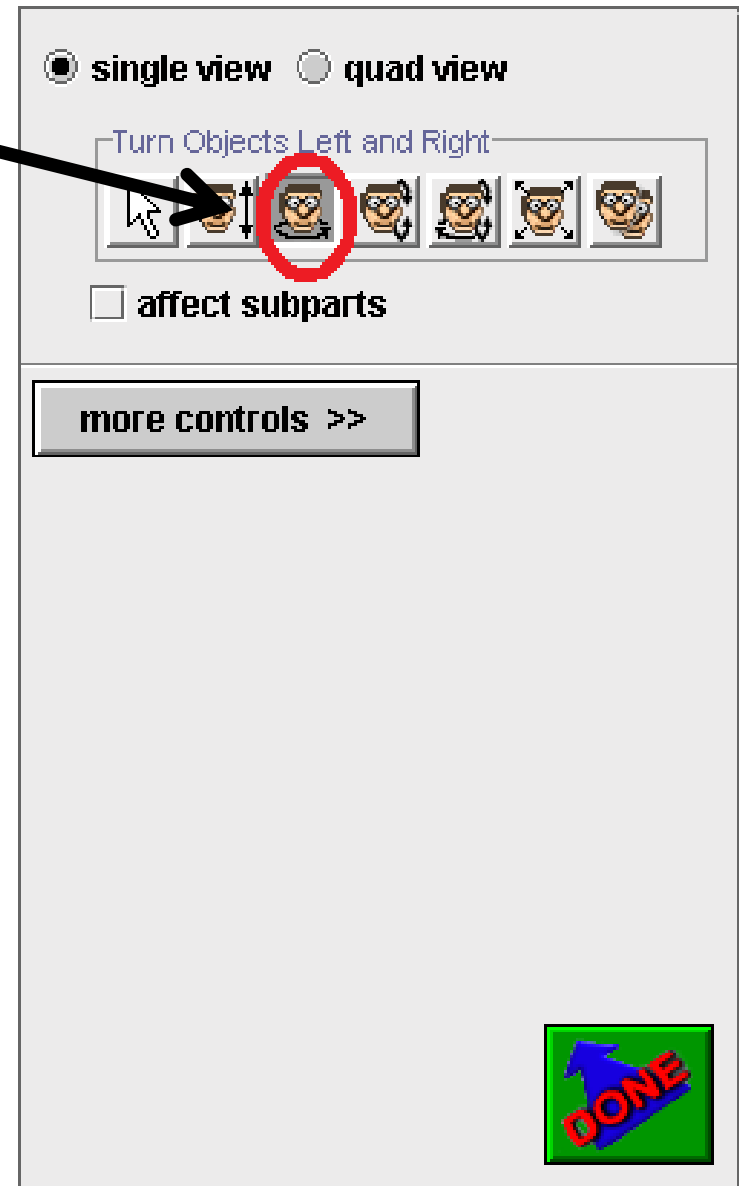 single view quad view
Turn Objects Left and Right
affect subparts
more controls >>
DONE